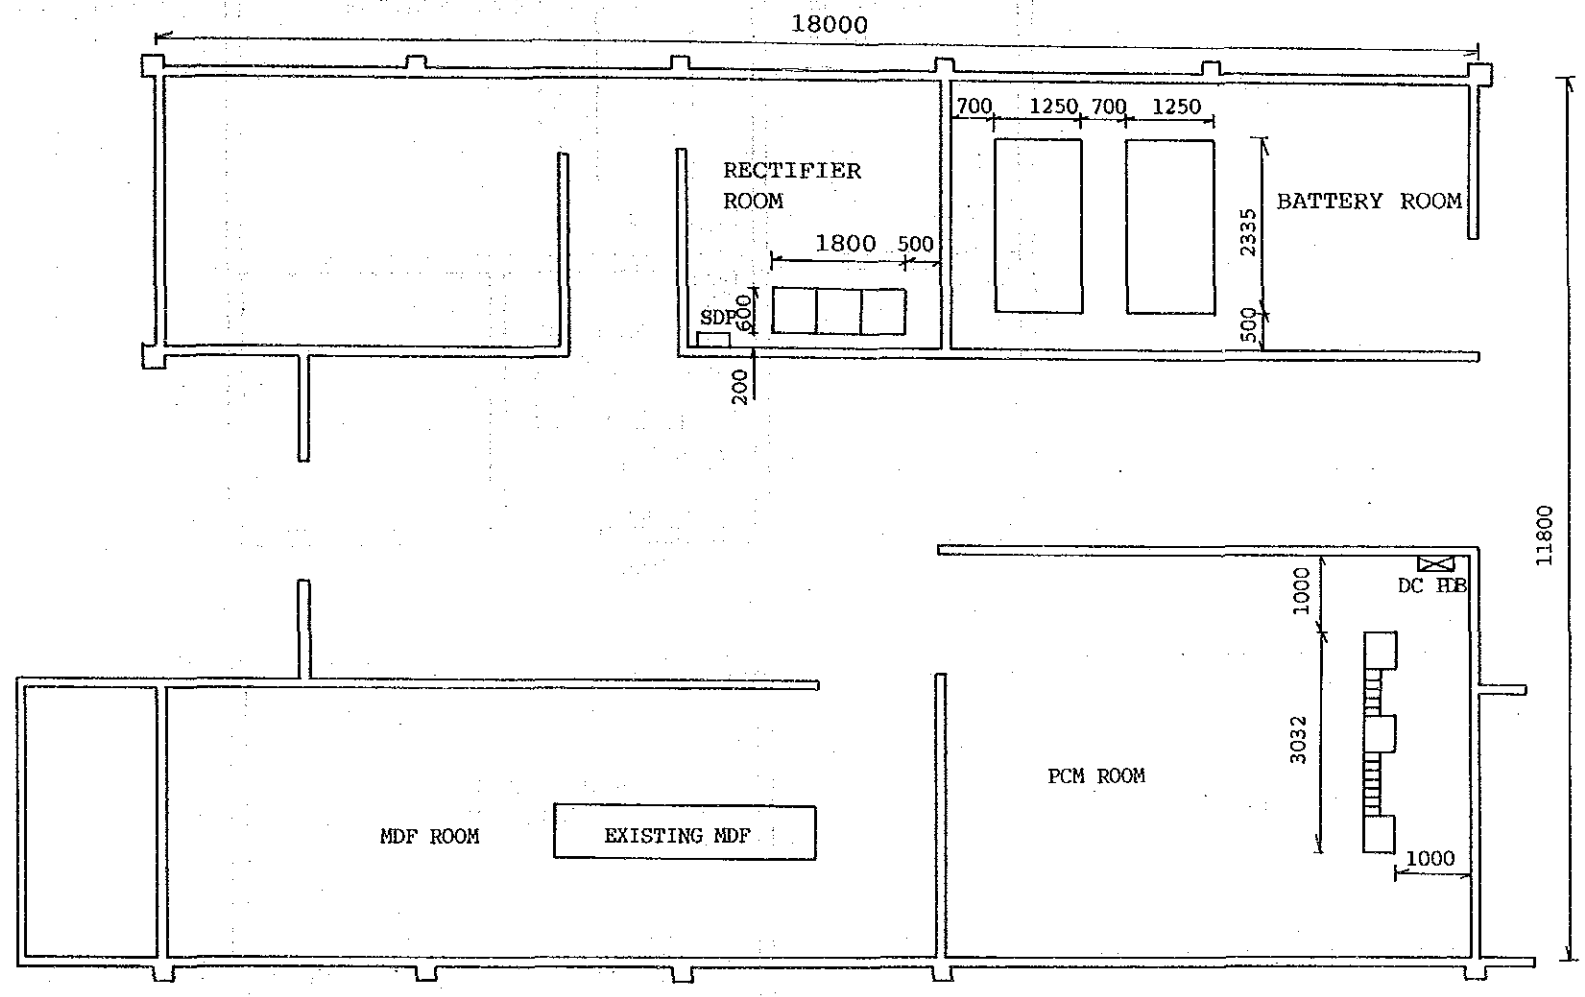 18000
700 1250 700 1250
RECTIFIER
ROOM
BATTERY ROOM
2335
1800 500
600
SDP
500
200
11800
1000
DC PDB
3032
PCM ROOM
MDF ROOM
EXISTING MDF
1000